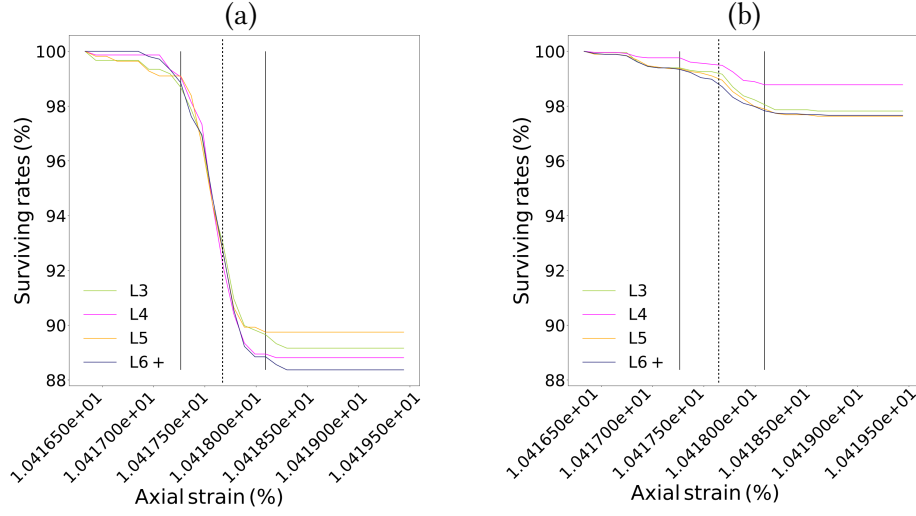 (a)
100
98
96
94
92
90
88
Surviving rates (%)
L3
L4
L5
L6 +
1.041650e+01
1.041700e+01
1.041750e+01
1.041800e+01
1.041850e+01
1.041900e+01
1.041950e+01
Axial strain (%)
(b)
100
98
96
94
92
90
88
Surviving rates (%)
L3
L4
L5
L6 +
1.041650e+01
1.041700e+01
1.041750e+01
1.041800e+01
1.041850e+01
1.041900e+01
1.041950e+01
Axial strain (%)